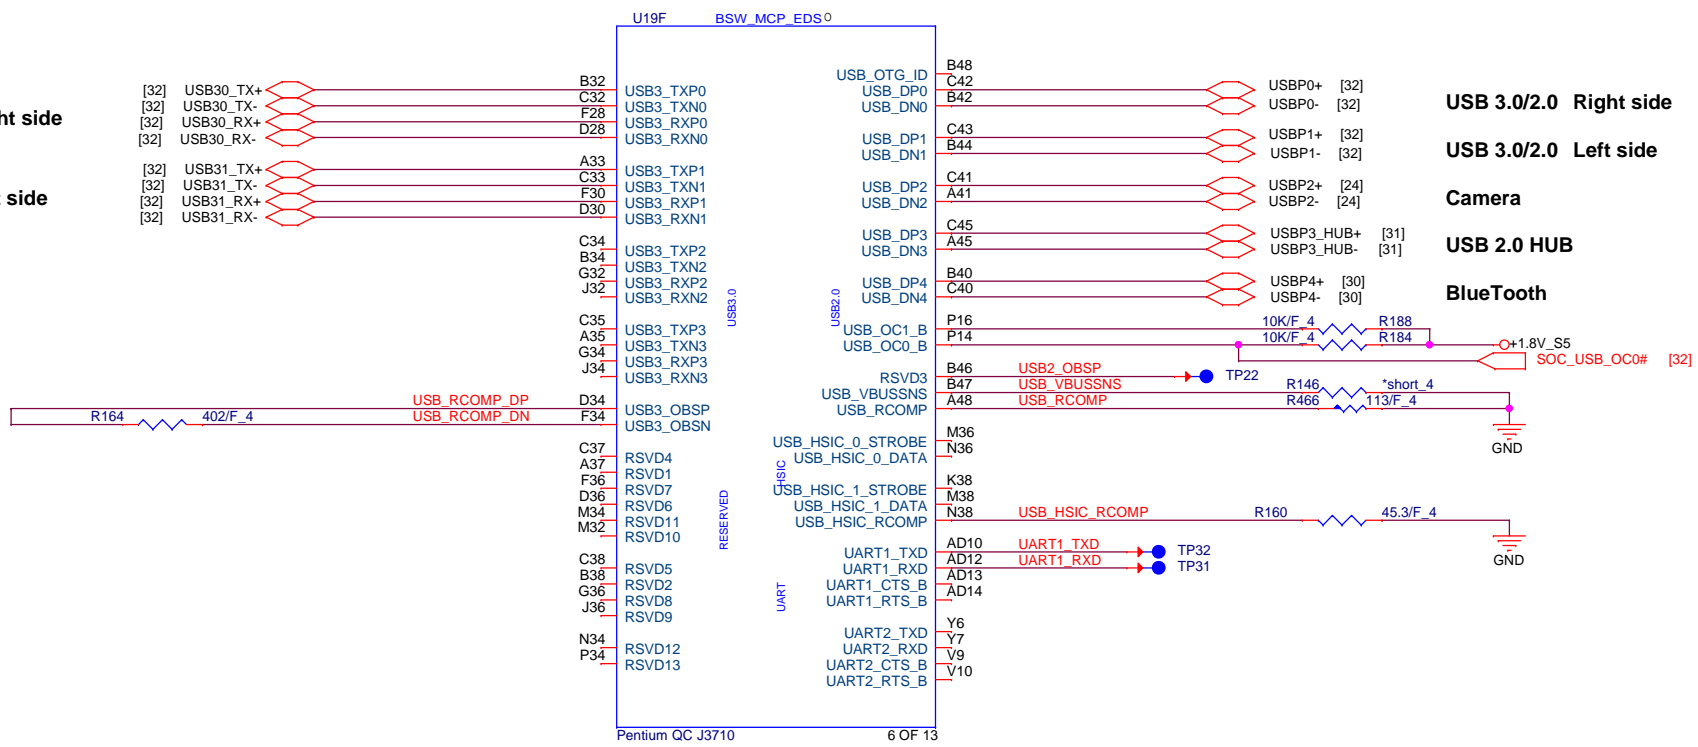 U19F BSW_MCP_EDS
[32] USB30_TX+ B32 USB3_TXP0
[32] USB30_TX- C32 USB3_TXN0
[32] USB30_RX+ F28 USB3_RXP0
[32] USB30_RX- D28 USB3_RXN0
ht side
[32] USB31_TX+ A33 USB3_TXP1
[32] USB31_TX- C33 USB3_TXN1
[32] USB31_RX+ F30 USB3_RXP1
[32] USB31_RX- D30 USB3_RXN1
side
C34 USB3_TXP2
B34 USB3_TXN2
G32 USB3_RXP2
J32 USB3_RXN2
C35 USB3_TXP3
A35 USB3_TXN3
G34 USB3_RXP3
J34 USB3_RXN3
USB_RCOMP_DP D34 USB3_OBSP
R164 402/F_4 USB_RCOMP_DN F34 USB3_OBSN
C37 RSVD4
A37 RSVD1
F36 RSVD7
D36 RSVD6
M34 RSVD11
M32 RSVD10
C38 RSVD5
B38 RSVD2
G36 RSVD8
J36 RSVD9
N34 RSVD12
P34 RSVD13
USB3.0
RESERVED
USB2.0
HSIC
UART
USB_OTG_ID B48
USB_DP0 C42 USBP0+ [32]
USB_DN0 B42 USBP0- [32]
USB 3.0/2.0 Right side
USB_DP1 C43 USBP1+ [32]
USB_DN1 B44 USBP1- [32]
USB 3.0/2.0 Left side
USB_DP2 C41 USBP2+ [24]
USB_DN2 A41 USBP2- [24]
Camera
USB_DP3 C45 USBP3_HUB+ [31]
USB_DN3 A45 USBP3_HUB- [31]
USB 2.0 HUB
USB_DP4 B40 USBP4+ [30]
USB_DN4 C40 USBP4- [30]
BlueTooth
USB_OC1_B P16 10K/F_4 R188
USB_OC0_B P14 10K/F_4 R184 +1.8V_S5
SOC_USB_OC0# [32]
RSVD3 B46 USB2_OBSP TP22
USB_VBUSSNS B47 USB_VBUSSNS R146 *short_4
USB_RCOMP A48 USB_RCOMP R466 113/F_4
GND
USB_HSIC_0_STROBE M36
USB_HSIC_0_DATA N36
USB_HSIC_1_STROBE K38
USB_HSIC_1_DATA M38
USB_HSIC_RCOMP N38 USB_HSIC_RCOMP R160 45.3/F_4
GND
UART1_TXD AD10 UART1_TXD TP32
UART1_RXD AD12 UART1_RXD TP31
UART1_CTS_B AD13
UART1_RTS_B AD14
UART2_TXD Y6
UART2_RXD Y7
UART2_CTS_B V9
UART2_RTS_B V10
Pentium QC J3710 6 OF 13